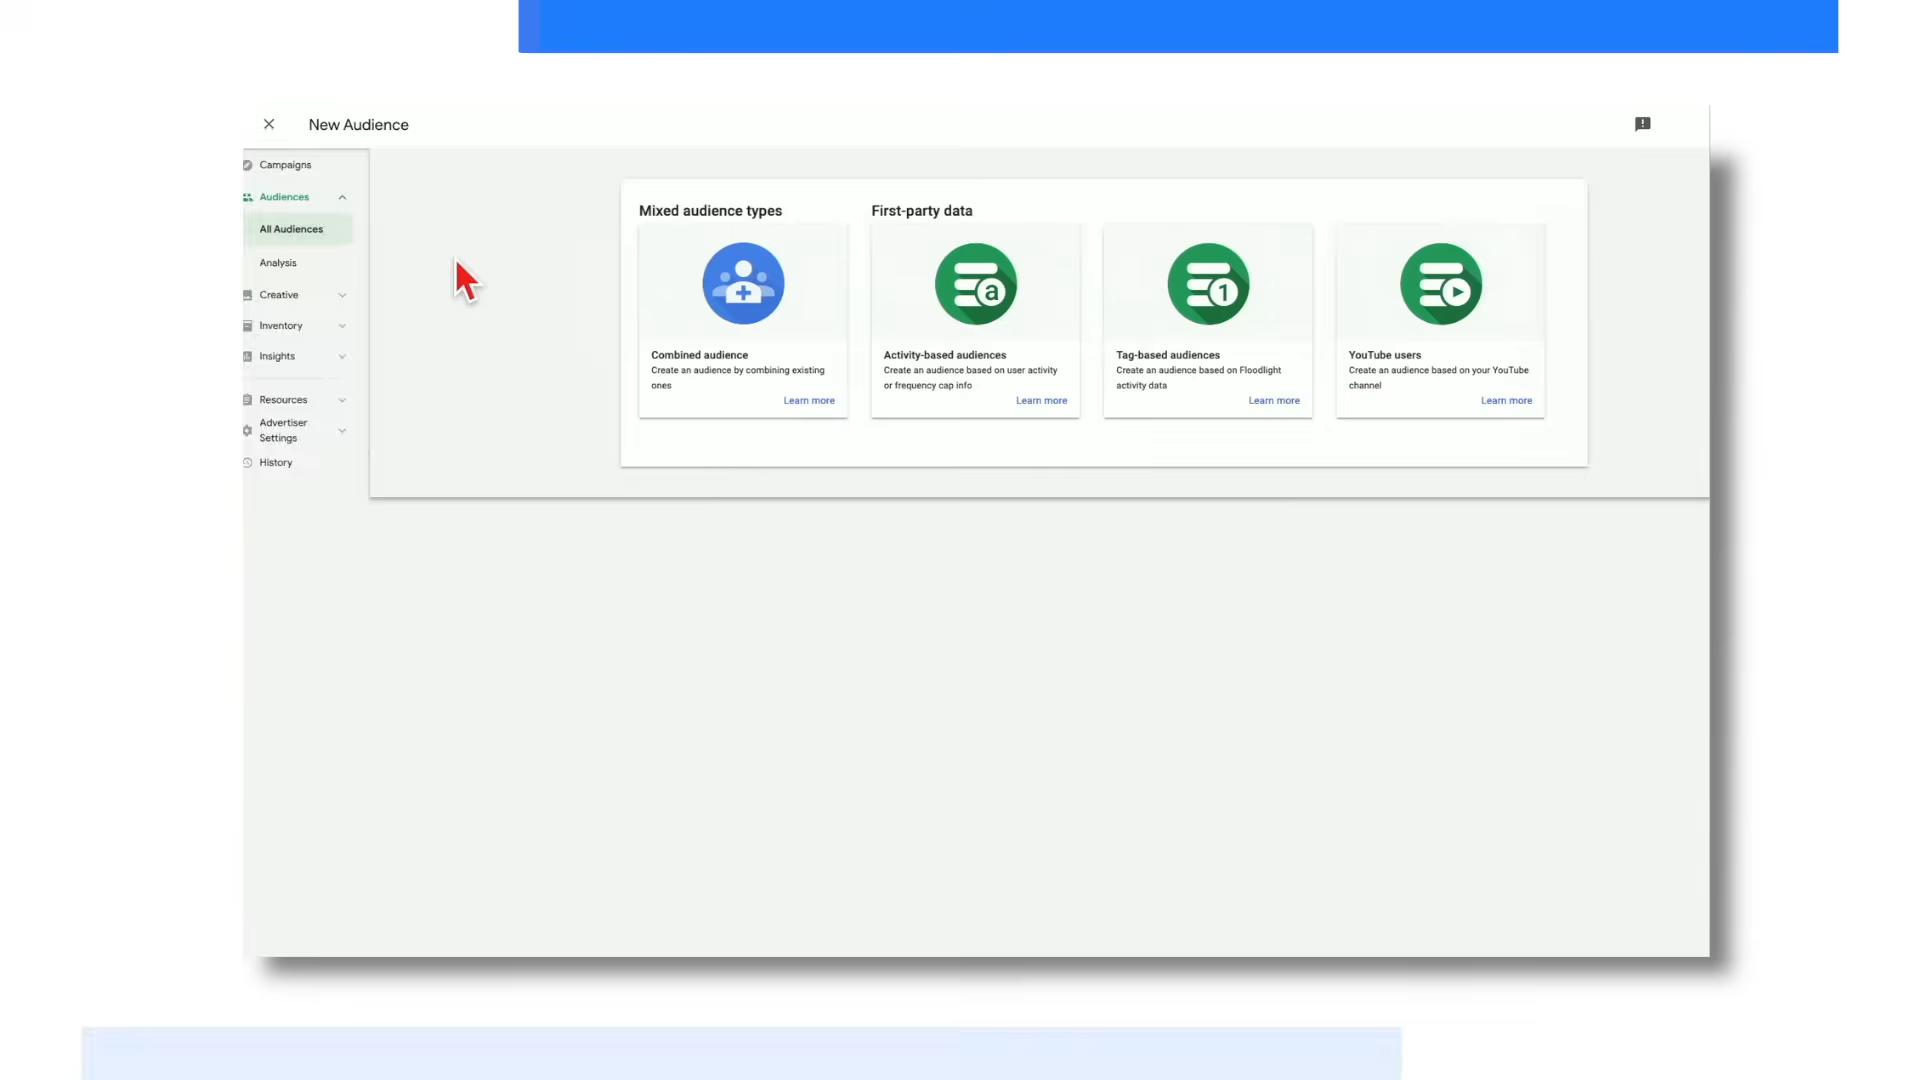 New Audience
Campaigns
Audiences
All Audiences
Analysis
Creative
Inventory
Insights
Resources
Advertiser
Settings
History
Mixed audience types
Combined audience
Create an audience by combining existing
ones
Learn more
First-party data
a
Activity-based audiences
Create an audience based on user activity
or frequency cap info
Learn more
1
Tag-based audiences
Create an audience based on Floodlight
activity data
Learn more
YouTube users
Create an audience based on your YouTube
channel
Learn more